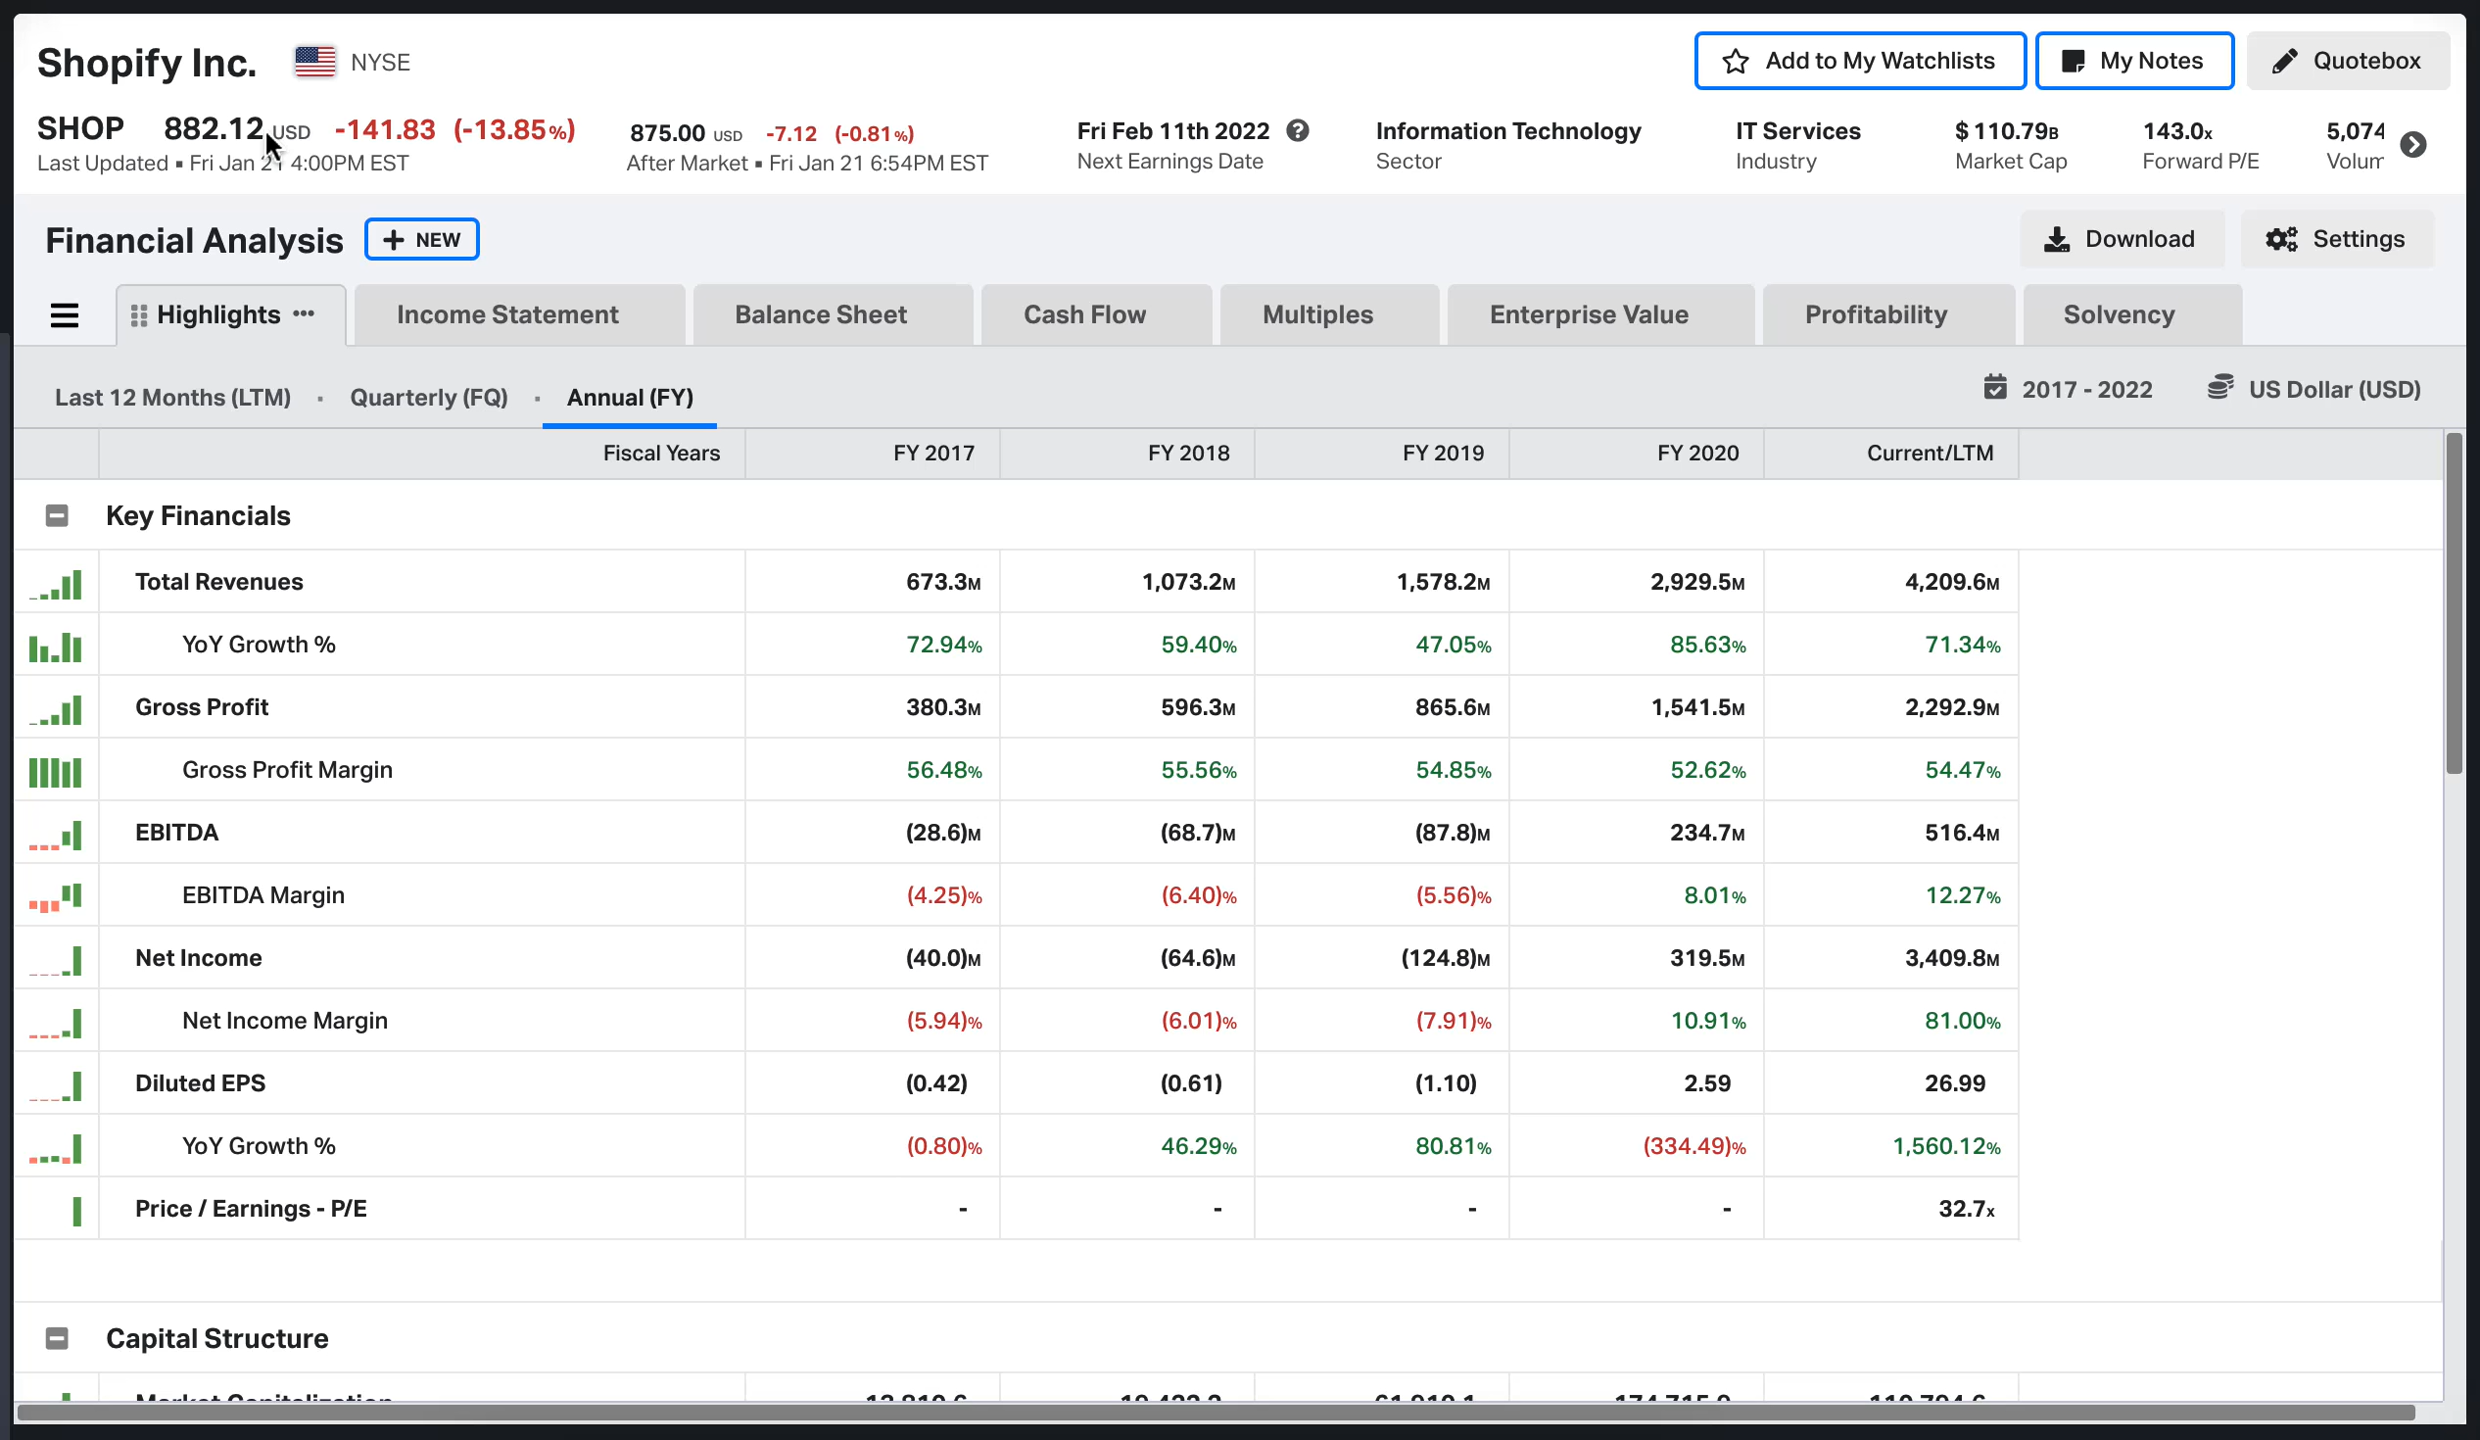 Shopify Inc. NYSE Add to My Watchlists My Notes Quotebox
SHOP 882.12 USD -141.83 (-13.85%) 875.00 USD -7.12 (-0.81%) Fri Feb 11th 2022 Information Technology IT Services $ 110.79B 143.0x 5,074
Last Updated ▪ Fri Jan 21 4:00PM EST After Market ▪ Fri Jan 21 6:54PM EST Next Earnings Date Sector Industry Market Cap Forward P/E Volum
Financial Analysis + NEW Download Settings
Highlights ••• Income Statement Balance Sheet Cash Flow Multiples Enterprise Value Profitability Solvency
Last 12 Months (LTM) · Quarterly (FQ) · Annual (FY) 2017 - 2022 US Dollar (USD)
Fiscal Years FY 2017 FY 2018 FY 2019 FY 2020 Current/LTM
Key Financials
Total Revenues 673.3M 1,073.2M 1,578.2M 2,929.5M 4,209.6M
YoY Growth % 72.94% 59.40% 47.05% 85.63% 71.34%
Gross Profit 380.3M 596.3M 865.6M 1,541.5M 2,292.9M
Gross Profit Margin 56.48% 55.56% 54.85% 52.62% 54.47%
EBITDA (28.6)M (68.7)M (87.8)M 234.7M 516.4M
EBITDA Margin (4.25)% (6.40)% (5.56)% 8.01% 12.27%
Net Income (40.0)M (64.6)M (124.8)M 319.5M 3,409.8M
Net Income Margin (5.94)% (6.01)% (7.91)% 10.91% 81.00%
Diluted EPS (0.42) (0.61) (1.10) 2.59 26.99
YoY Growth % (0.80)% 46.29% 80.81% (334.49)% 1,560.12%
Price / Earnings - P/E - - - - 32.7x
Capital Structure
Market Capitalization